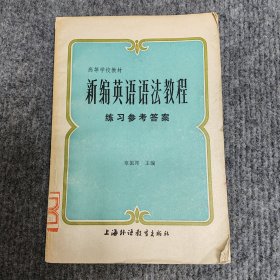 高等学校教材
新编英语语法教程
练习参考答案
章振邦 主编
上海外语教育出版社